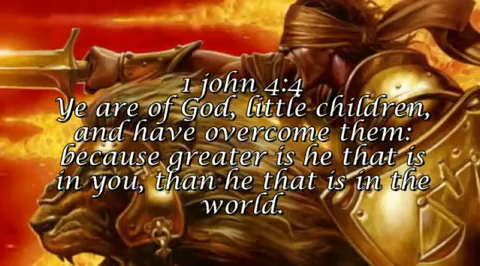 1 john 4:4
Ye are of God, little children,
and have overcome them:
because greater is he that is
in you, than he that is in the
world.